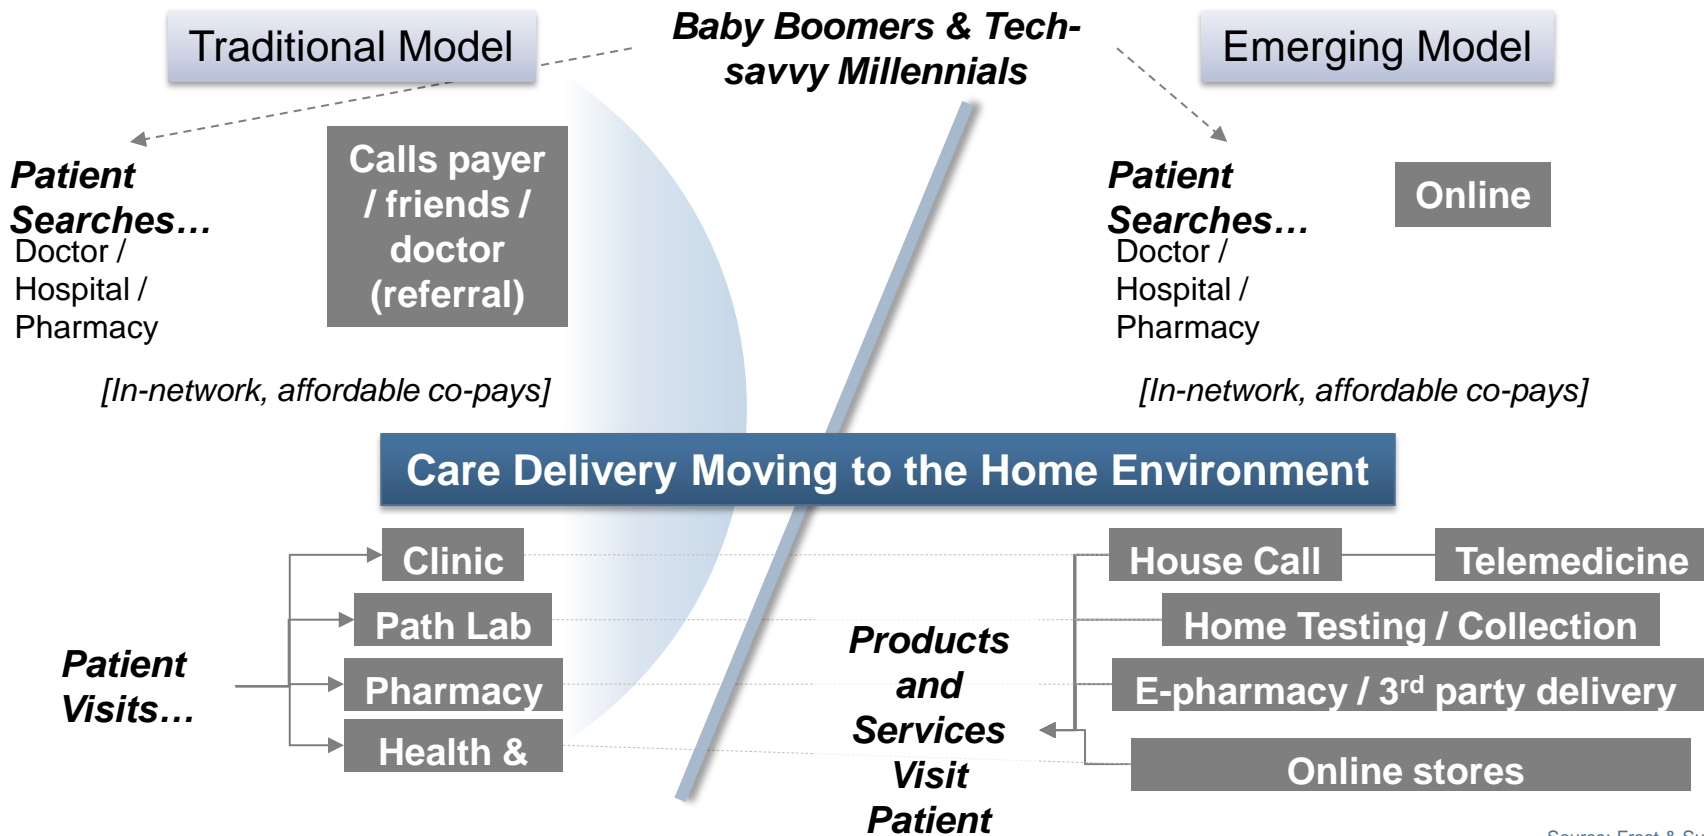 Traditional Model
Baby Boomers & Tech-
savvy Millennials
Emerging Model
Patient
Searches…
Doctor /
Hospital /
Pharmacy
Calls payer
/ friends /
doctor
(referral)
[In-network, affordable co-pays]
Patient
Searches…
Doctor /
Hospital /
Pharmacy
Online
[In-network, affordable co-pays]
Care Delivery Moving to the Home Environment
Patient
Visits…
Clinic
Path Lab
Pharmacy
Health &
Products
and
Services
Visit
Patient
House Call
Telemedicine
Home Testing / Collection
E-pharmacy / 3rd party delivery
Online stores
Source: Frost &